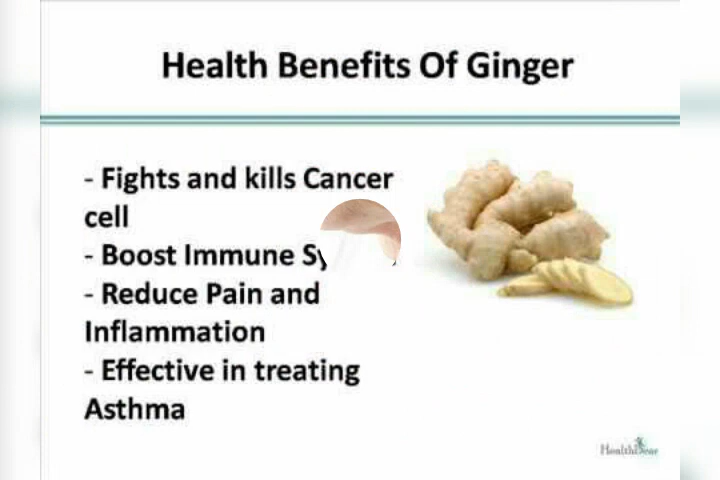 Health Benefits Of Ginger
- Fights and kills Cancer
cell
- Boost Immune
- Reduce Pain and
Inflammation
- Effective in treating
Asthma